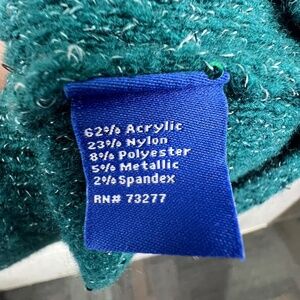 62% Acrylic
23% Nylon
8% Polyester
5% Metallic
2% Spandex
RN# 73277